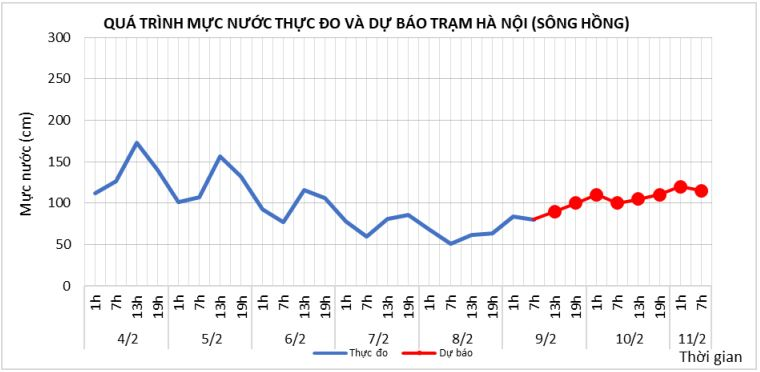 QUÁ TRÌNH MỰC NƯỚC THỰC ĐO VÀ DỰ BÁO TRẠM HÀ NỘI (SÔNG HỒNG)
Mực nước (cm)
300
250
200
150
100
50
0
1h 7h 13h 19h 1h 7h 13h 19h 1h 7h 13h 19h 1h 7h 13h 19h 1h 7h 13h 19h 1h 7h 13h 19h 1h 7h 13h 19h 1h 7h
4/2 5/2 6/2 7/2 8/2 9/2 10/2 11/2
Thực đo Dự báo
Thời gian